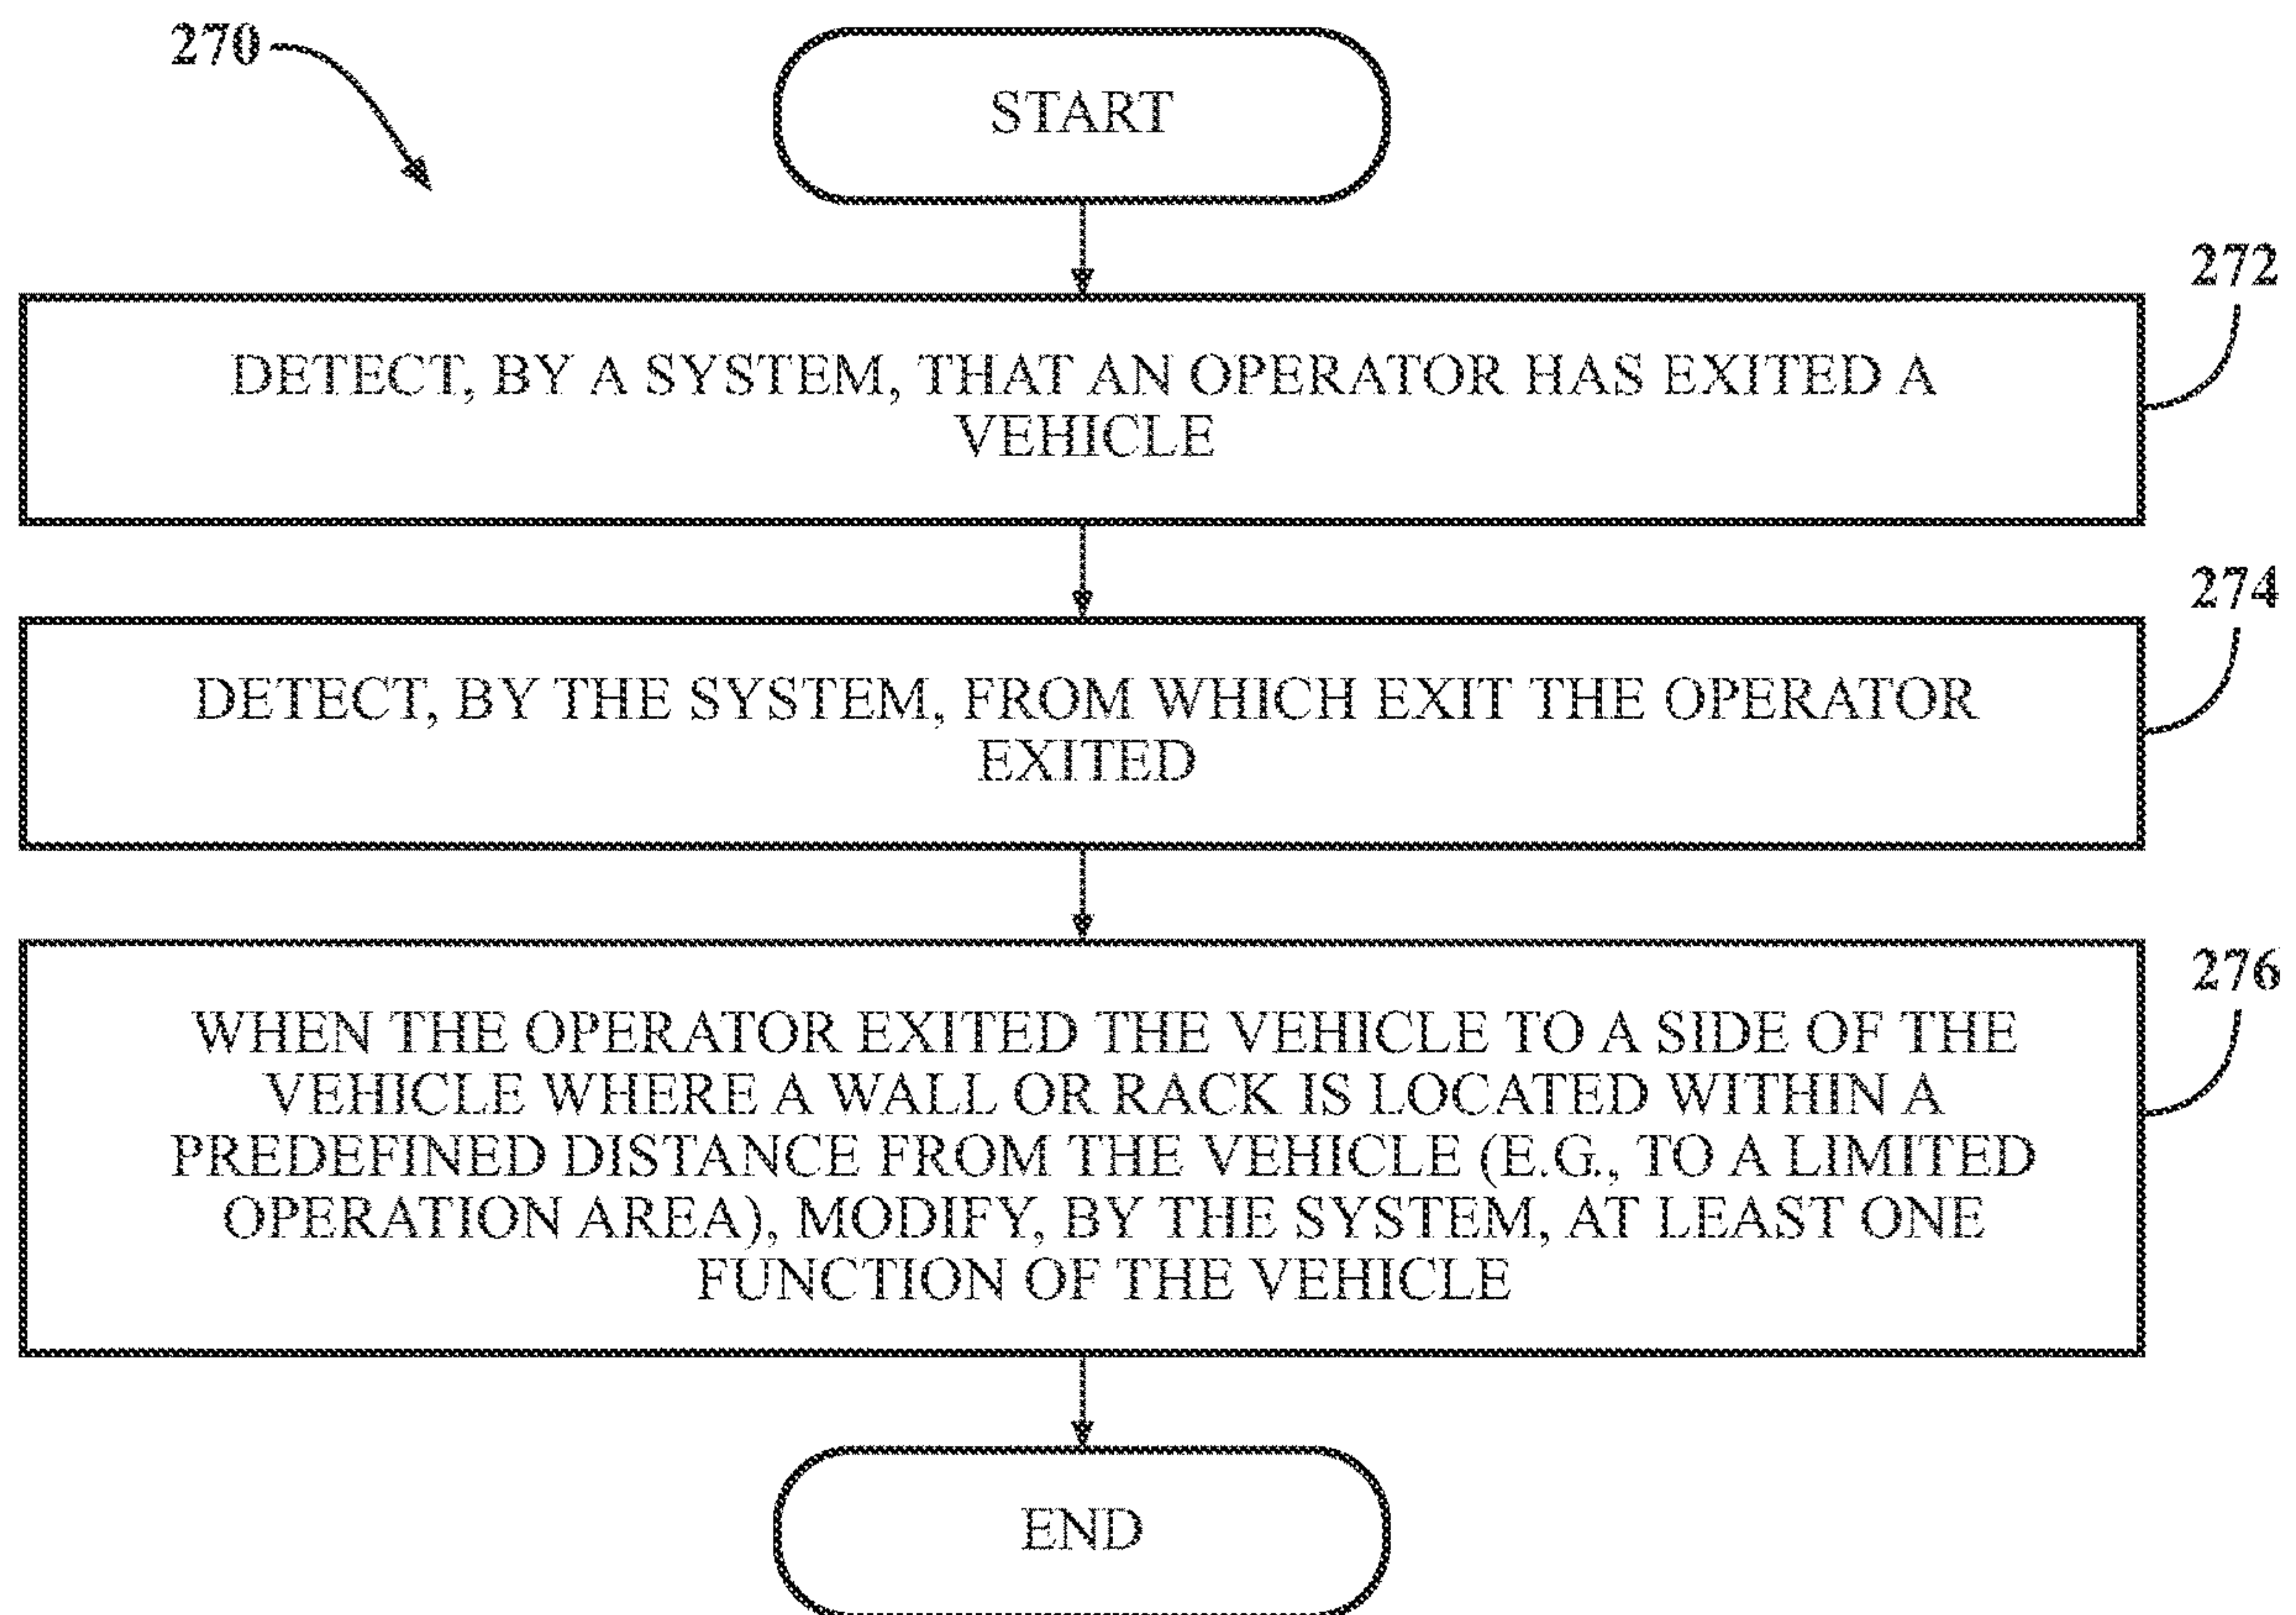 270
START
272
DETECT, BY A SYSTEM, THAT AN OPERATOR HAS EXITED A
VEHICLE
274
DETECT, BY THE SYSTEM, FROM WHICH EXIT THE OPERATOR
EXITED
276
WHEN THE OPERATOR EXITED THE VEHICLE TO A SIDE OF THE
VEHICLE WHERE A WALL OR RACK IS LOCATED WITHIN A
PREDEFINED DISTANCE FROM THE VEHICLE (E.G., TO A LIMITED
OPERATION AREA), MODIFY, BY THE SYSTEM, AT LEAST ONE
FUNCTION OF THE VEHICLE
END